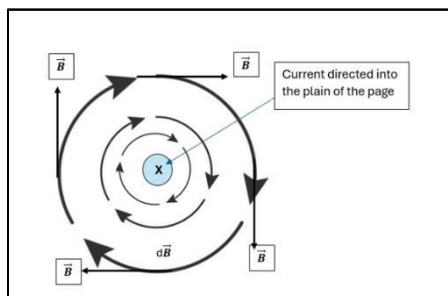 B⃗
B⃗
Current directed into
the plain of the page
X
dB⃗
B⃗
B⃗